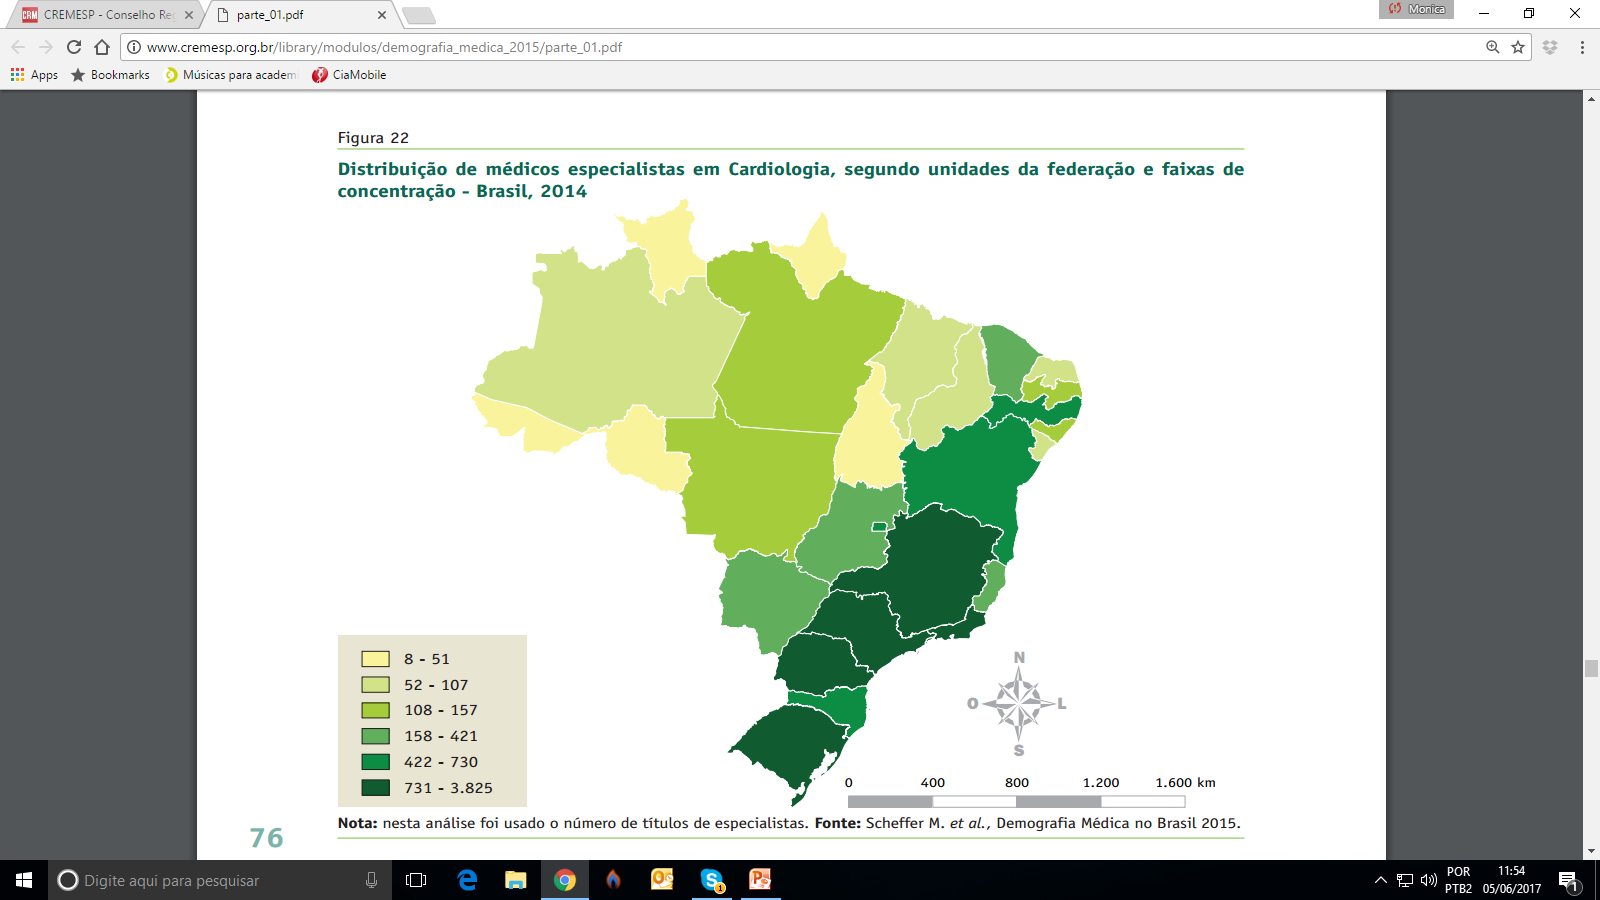 CREMESP - Conselho Reg
parte_01.pdf
Monica
www.cremesp.org.br/library/modulos/demografia_medica_2015/parte_01.pdf
Apps
Bookmarks
Músicas para academi
CiaMobile
Figura 22
Distribuição de médicos especialistas em Cardiologia, segundo unidades da federação e faixas de
concentração - Brasil, 2014
8 - 51
52 - 107
108 - 157
158 - 421
422 - 730
731 - 3.825
N
O L
S
0 400 800 1.200 1.600 km
Nota: nesta análise foi usado o número de títulos de especialistas. Fonte: Scheffer M. et al., Demografia Médica no Brasil 2015.
76
Digite aqui para pesquisar
POR
PTB2
11:54
05/06/2017
1
1